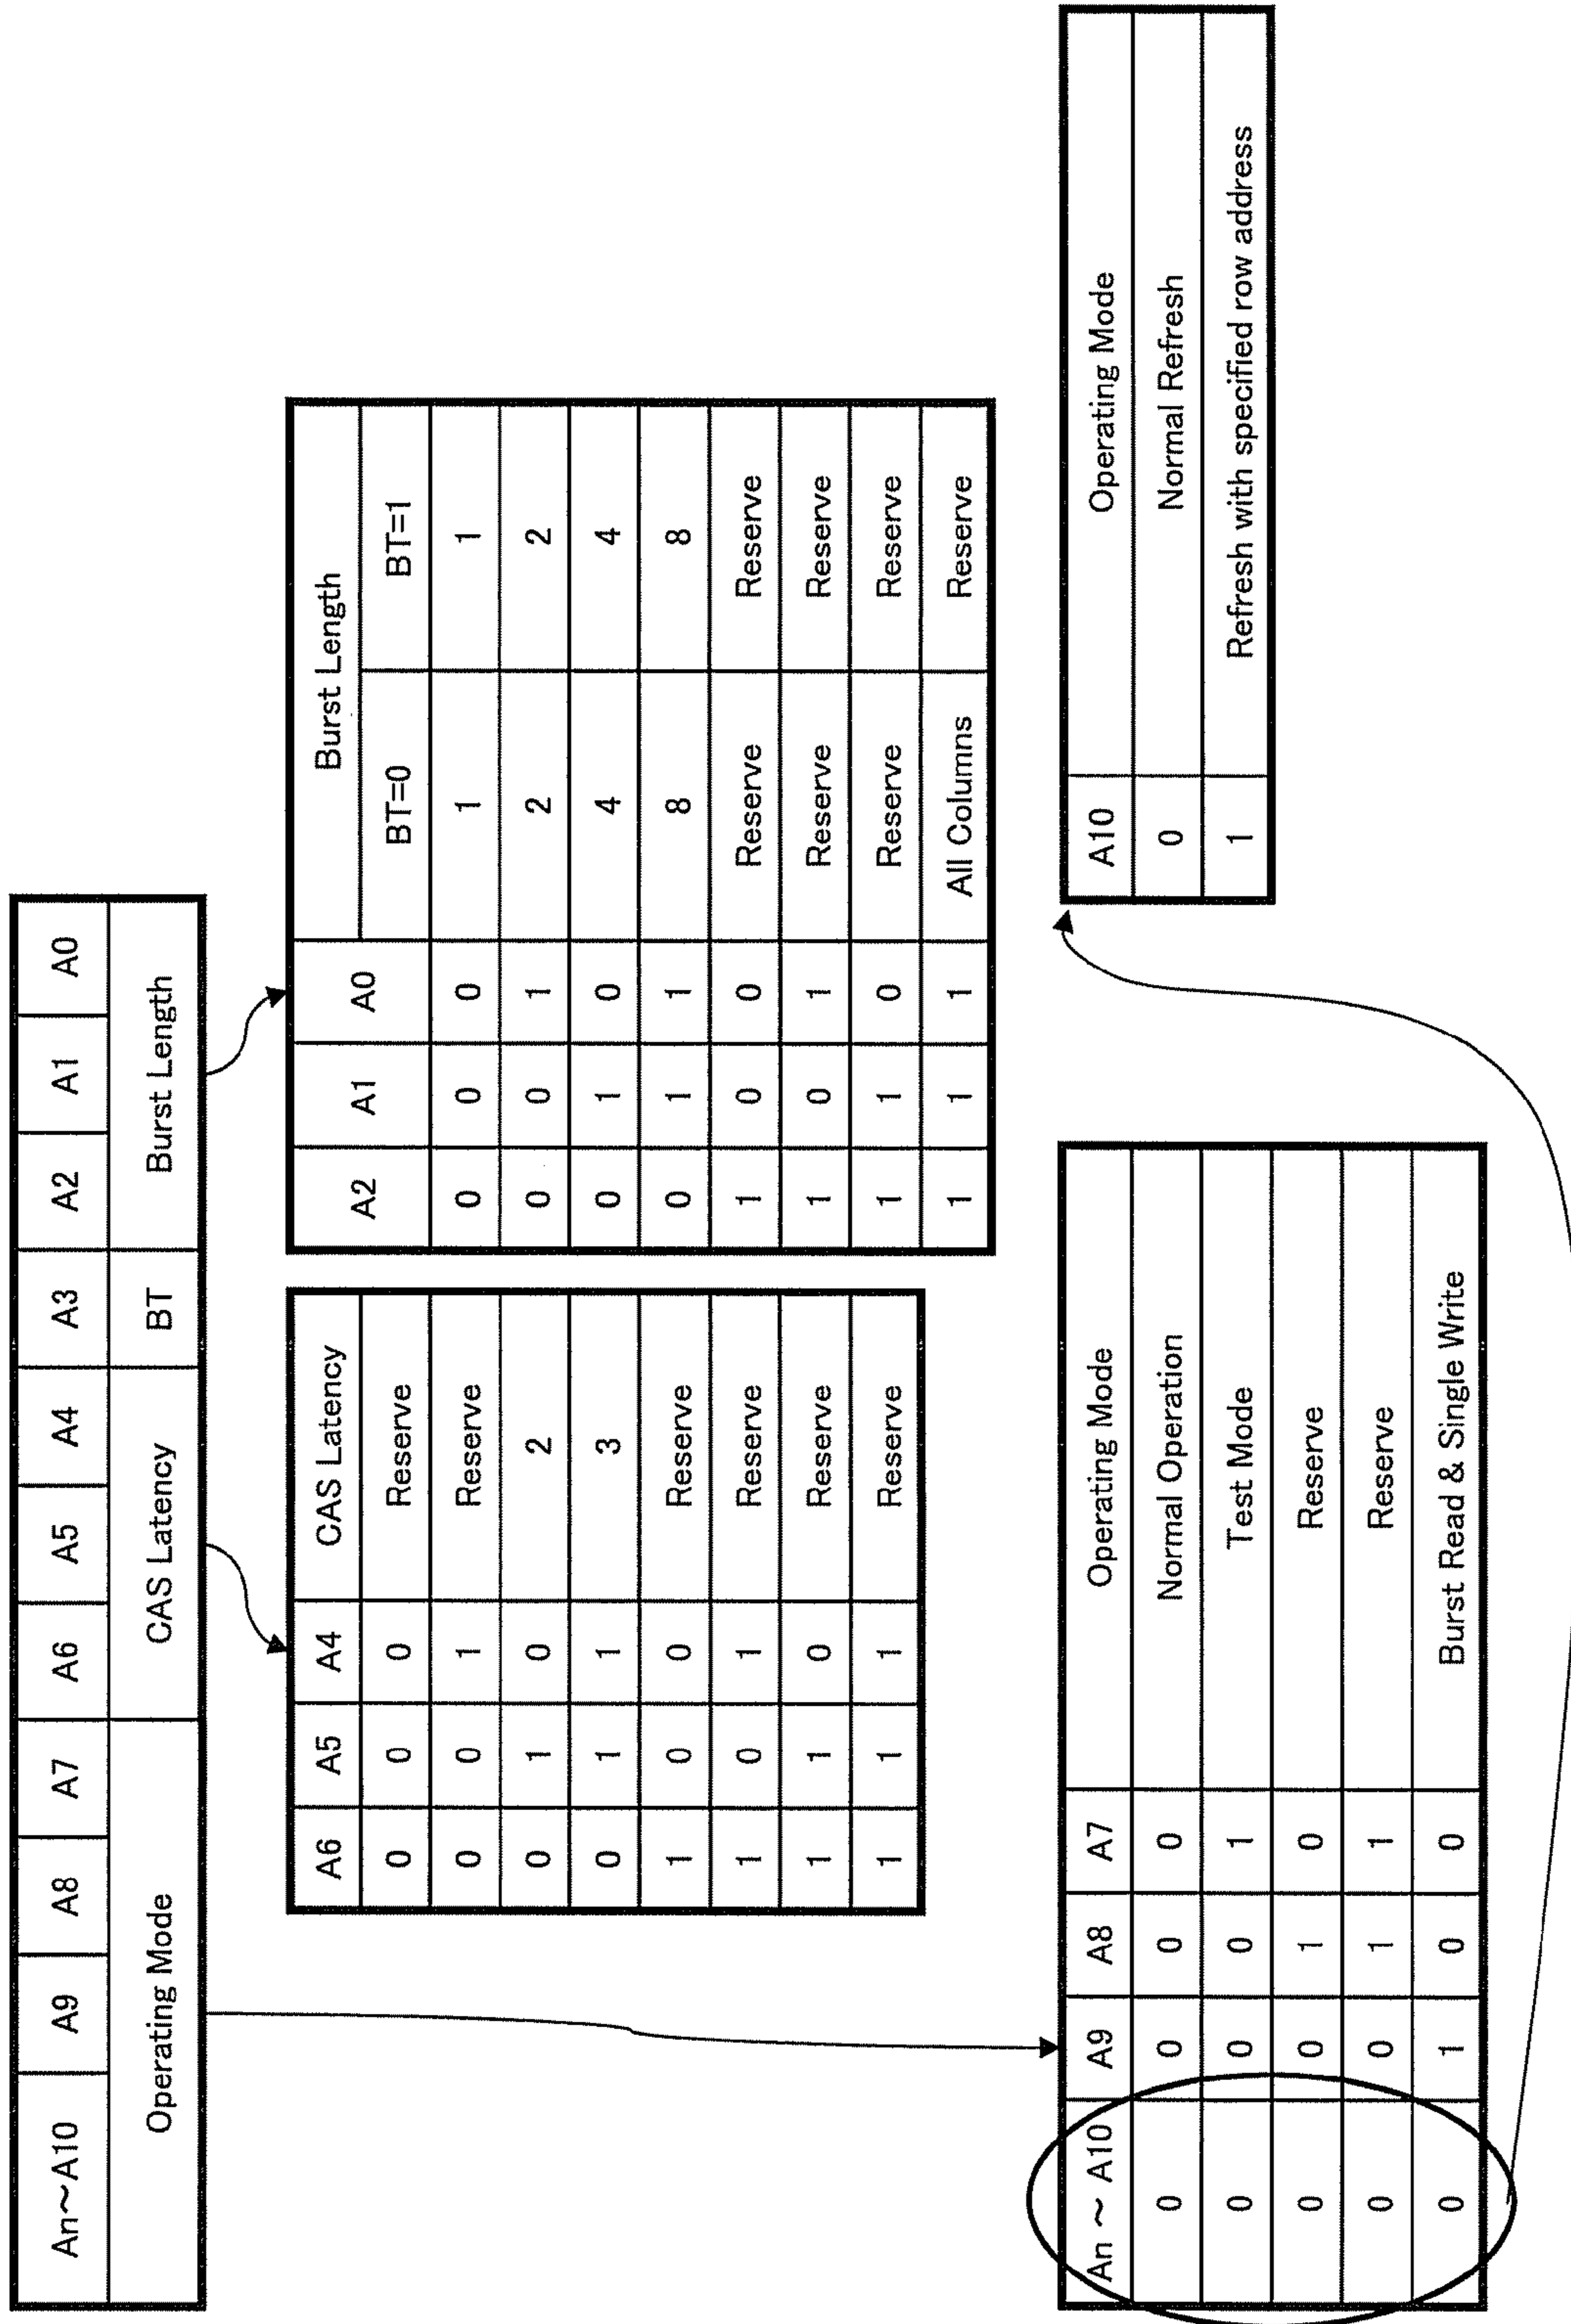 An~A10 A9 A8 A7 A6 A5 A4 A3 A2 A1 A0
Operating Mode CAS Latency BT Burst Length
A6 A5 A4 CAS Latency
0 0 0 Reserve
0 0 1 Reserve
0 1 0 2
0 1 1 3
1 0 0 Reserve
1 0 1 Reserve
1 1 0 Reserve
1 1 1 Reserve
A2 A1 A0 Burst Length
BT=0 BT=1
0 0 0 1 1
0 0 1 2 2
0 1 0 4 4
0 1 1 8 8
1 0 0 Reserve Reserve
1 0 1 Reserve Reserve
1 1 0 Reserve Reserve
1 1 1 All Columns Reserve
An ~ A10 A9 A8 A7 Operating Mode
0 0 0 0 Normal Operation
0 0 0 1 Test Mode
0 0 1 0 Reserve
0 0 1 1 Reserve
0 1 0 0 Burst Read & Single Write
A10 Operating Mode
0 Normal Refresh
1 Refresh with specified row address